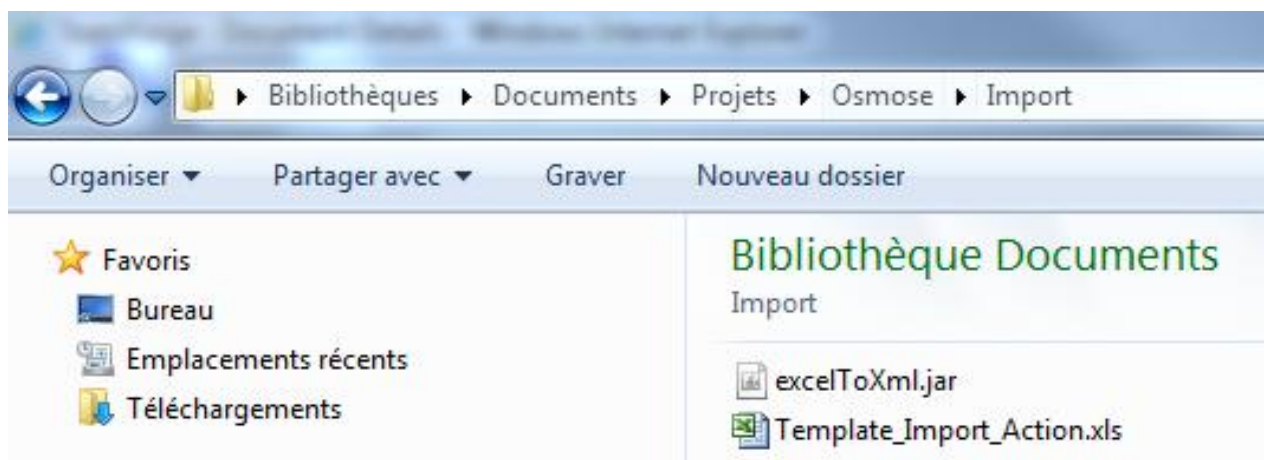 Bibliothèques Documents Projets Osmose Import
Organiser Partager avec Graver Nouveau dossier
Favoris
Bureau
Emplacements récents
Téléchargements
Bibliothèque Documents
Import
excelToXml.jar
Template_Import_Action.xls